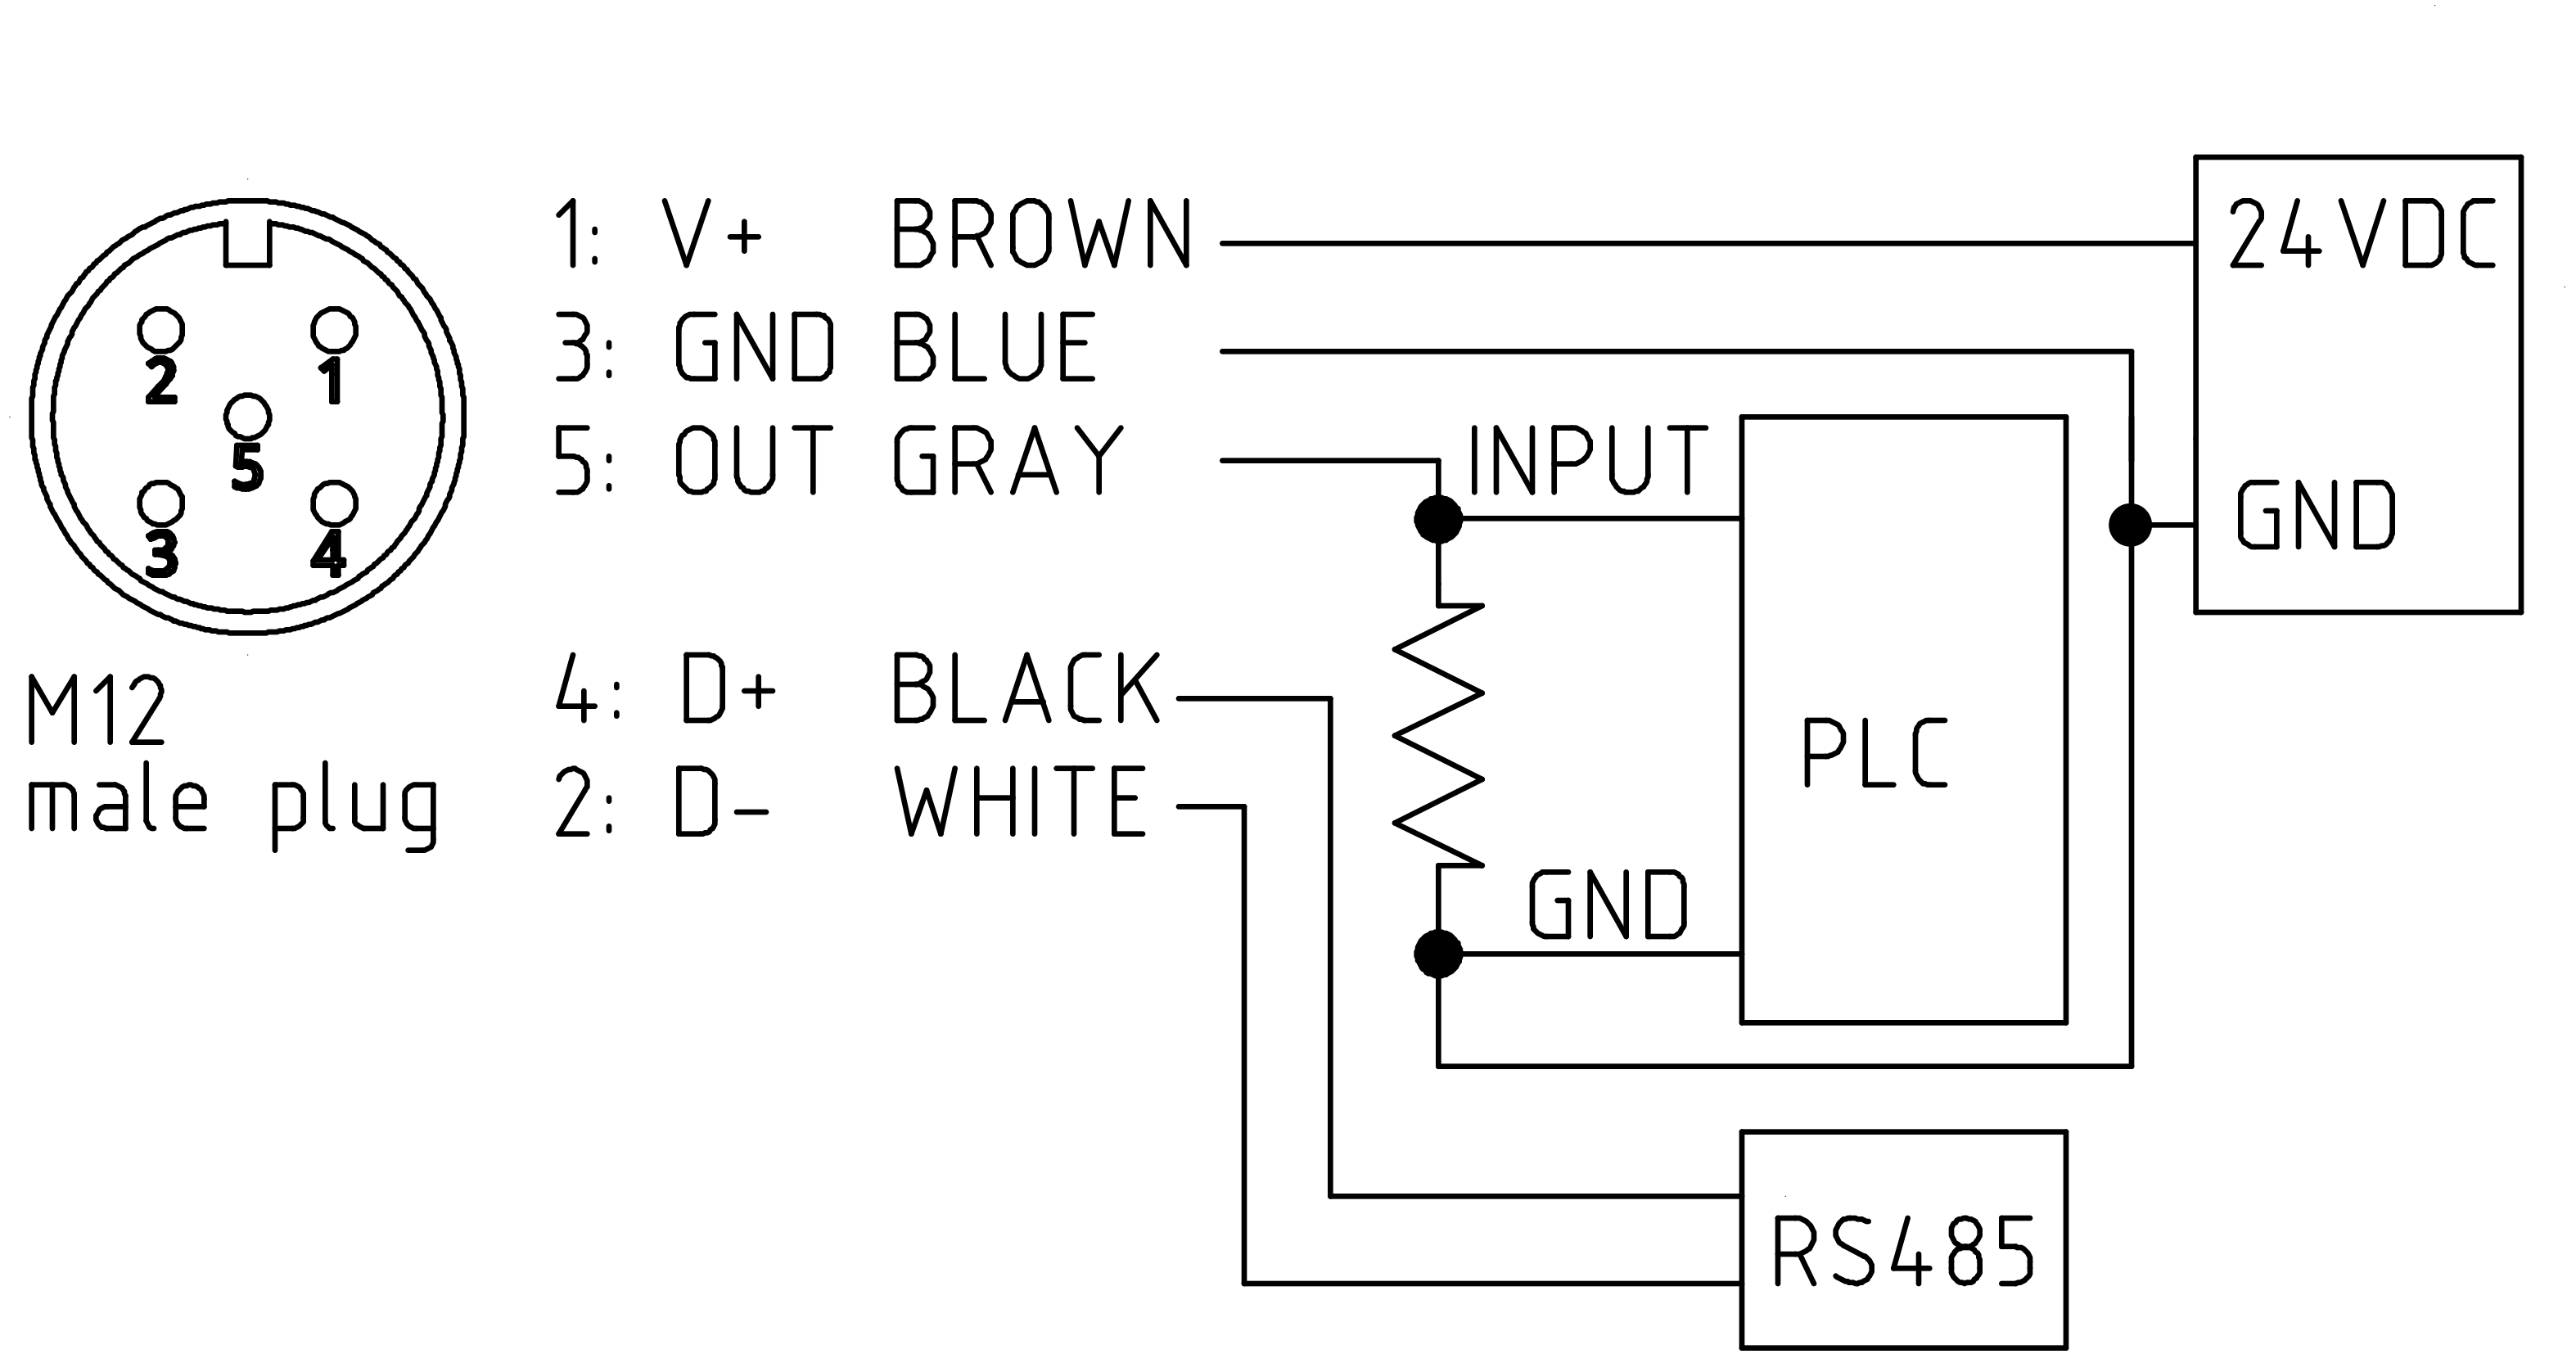 2 1
5
3 4
M12
male plug
1: V+ BROWN
3: GND BLUE
5: OUT GRAY
4: D+ BLACK
2: D- WHITE
INPUT
GND
PLC
24VDC
GND
RS485